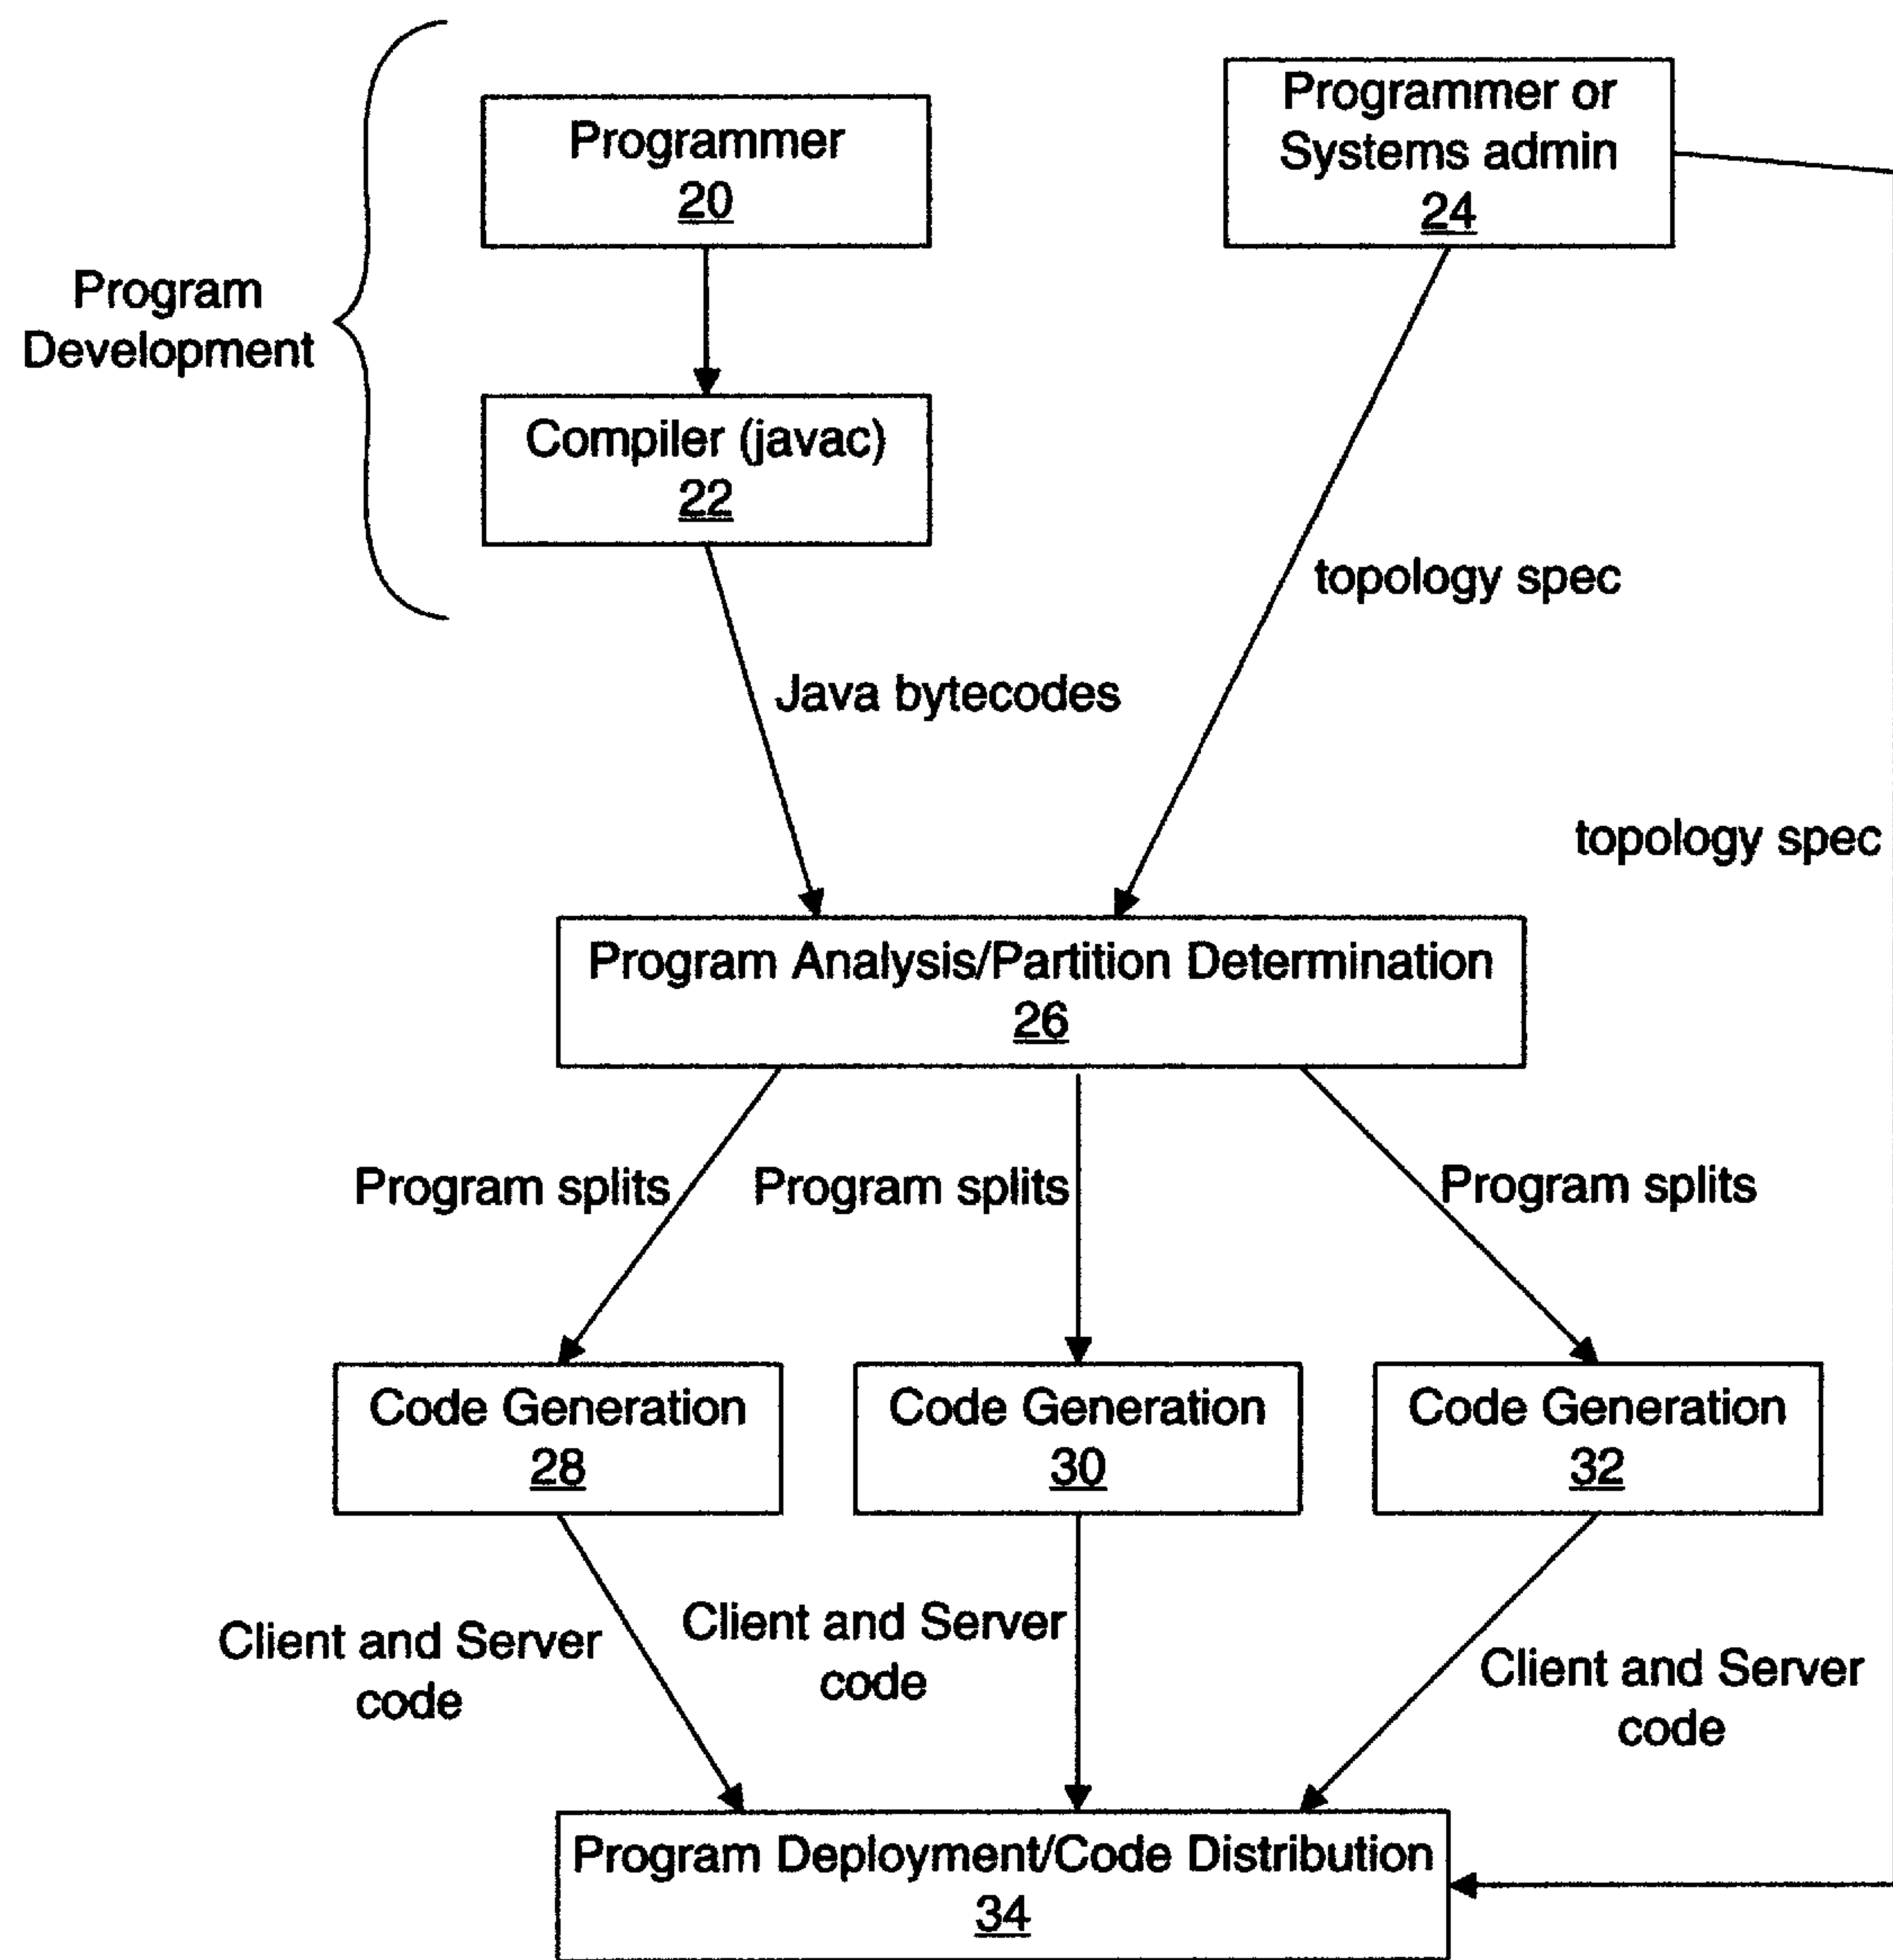 Programmer
20
Programmer or
Systems admin
24
Program
Development
Compiler (javac)
22
topology spec
Java bytecodes
topology spec
Program Analysis/Partition Determination
26
Program splits
Program splits
Program splits
Code Generation
28
Code Generation
30
Code Generation
32
Client and Server
code
Client and Server
code
Client and Server
code
Program Deployment/Code Distribution
34